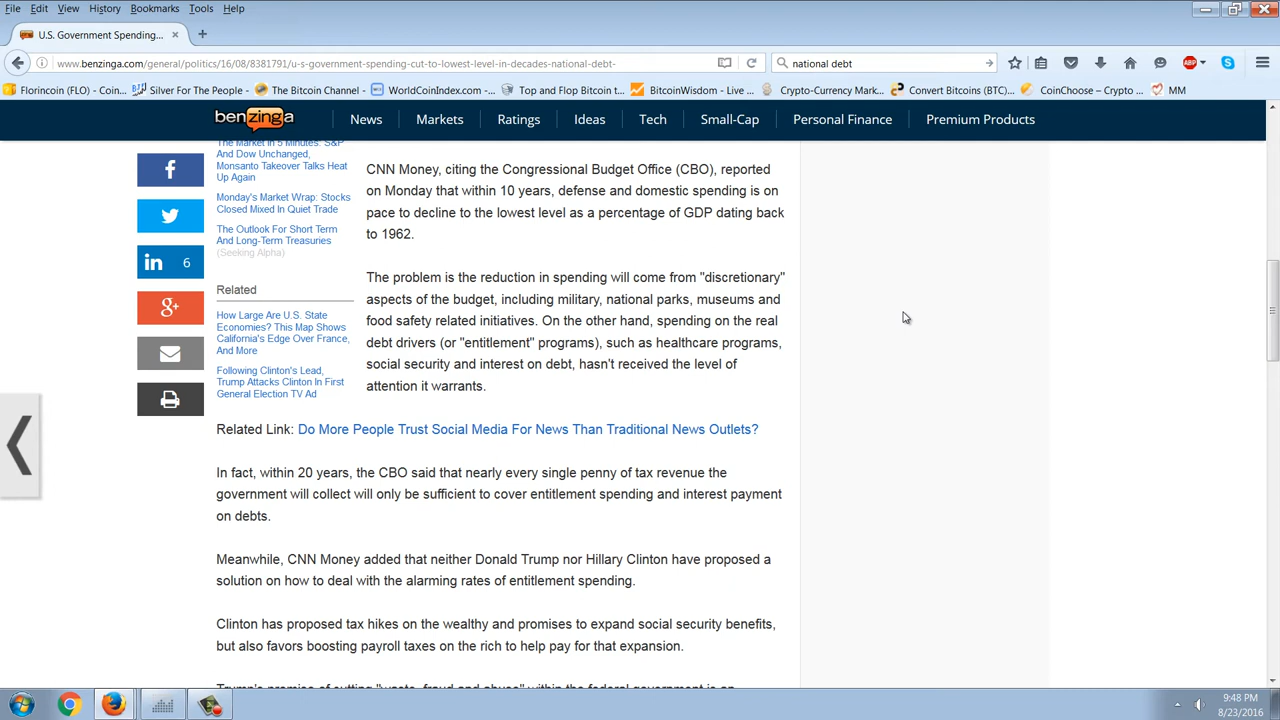 File Edit View History Bookmarks Tools Help
U.S. Government Spending...
www.benzinga.com/general/politics/16/08/8381791/u-s-government-spending-cut-to-lowest-level-in-decades-national-debt-
national debt
Florincoin (FLO) - Coin... Silver For The People - The Bitcoin Channel - WorldCoinIndex.com -... Top and Flop Bitcoin t... BitcoinWisdom - Live ... Crypto-Currency Mark... Convert Bitcoins (BTC)... CoinChoose – Crypto ... MM
benzinga News Markets Ratings Ideas Tech Small-Cap Personal Finance Premium Products
The Market In 5 Minutes: S&P
And Dow Unchanged,
Monsanto Takeover Talks Heat
Up Again
Monday's Market Wrap: Stocks
Closed Mixed In Quiet Trade
The Outlook For Short Term
And Long-Term Treasuries
(Seeking Alpha)
6
Related
How Large Are U.S. State
Economies? This Map Shows
California's Edge Over France,
And More
Following Clinton's Lead,
Trump Attacks Clinton In First
General Election TV Ad
CNN Money, citing the Congressional Budget Office (CBO), reported
on Monday that within 10 years, defense and domestic spending is on
pace to decline to the lowest level as a percentage of GDP dating back
to 1962.
The problem is the reduction in spending will come from "discretionary"
aspects of the budget, including military, national parks, museums and
food safety related initiatives. On the other hand, spending on the real
debt drivers (or "entitlement" programs), such as healthcare programs,
social security and interest on debt, hasn't received the level of
attention it warrants.
Related Link: Do More People Trust Social Media For News Than Traditional News Outlets?
In fact, within 20 years, the CBO said that nearly every single penny of tax revenue the
government will collect will only be sufficient to cover entitlement spending and interest payment
on debts.
Meanwhile, CNN Money added that neither Donald Trump nor Hillary Clinton have proposed a
solution on how to deal with the alarming rates of entitlement spending.
Clinton has proposed tax hikes on the wealthy and promises to expand social security benefits,
but also favors boosting payroll taxes on the rich to help pay for that expansion.
Trump's promise of cutting "waste, fraud and abuse" within the federal government is an
9:48 PM
8/23/2016